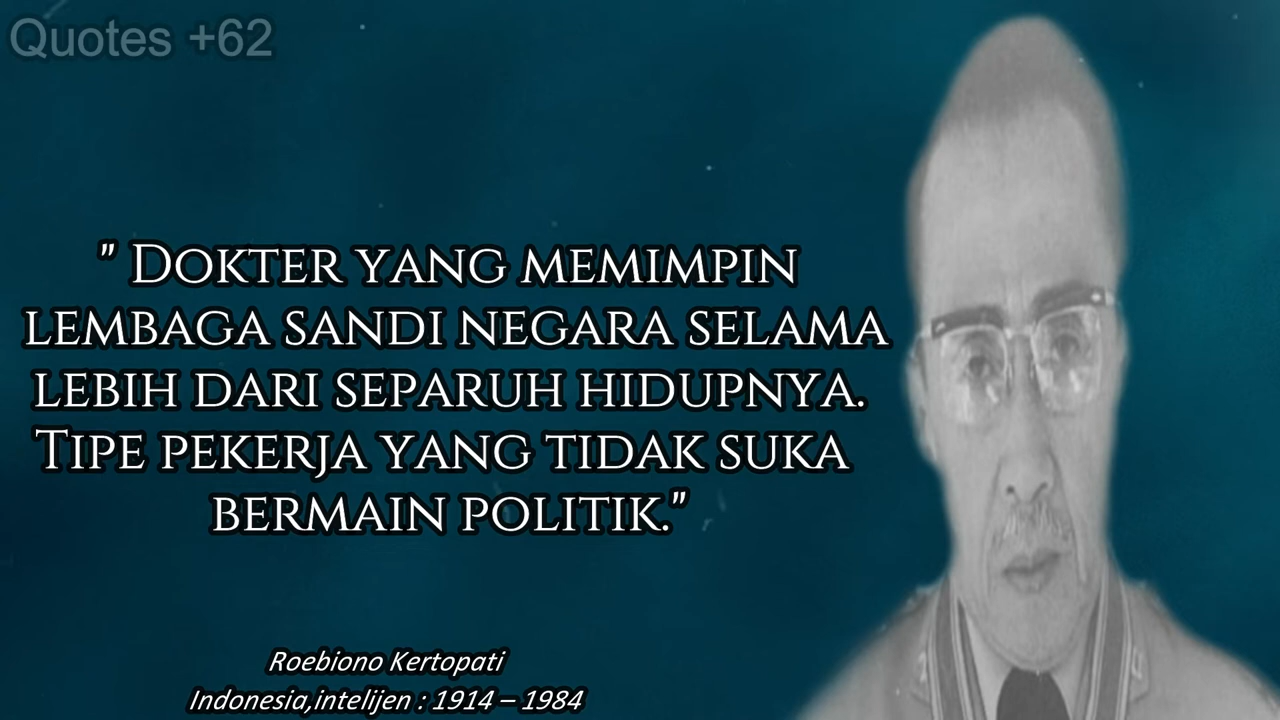 Quotes +62
" Dokter yang memimpin
lembaga sandi negara selama
lebih dari separuh hidupnya.
Tipe pekerja yang tidak suka
bermain politik."
Roebiono Kertopati
Indonesia,intelijen : 1914 – 1984